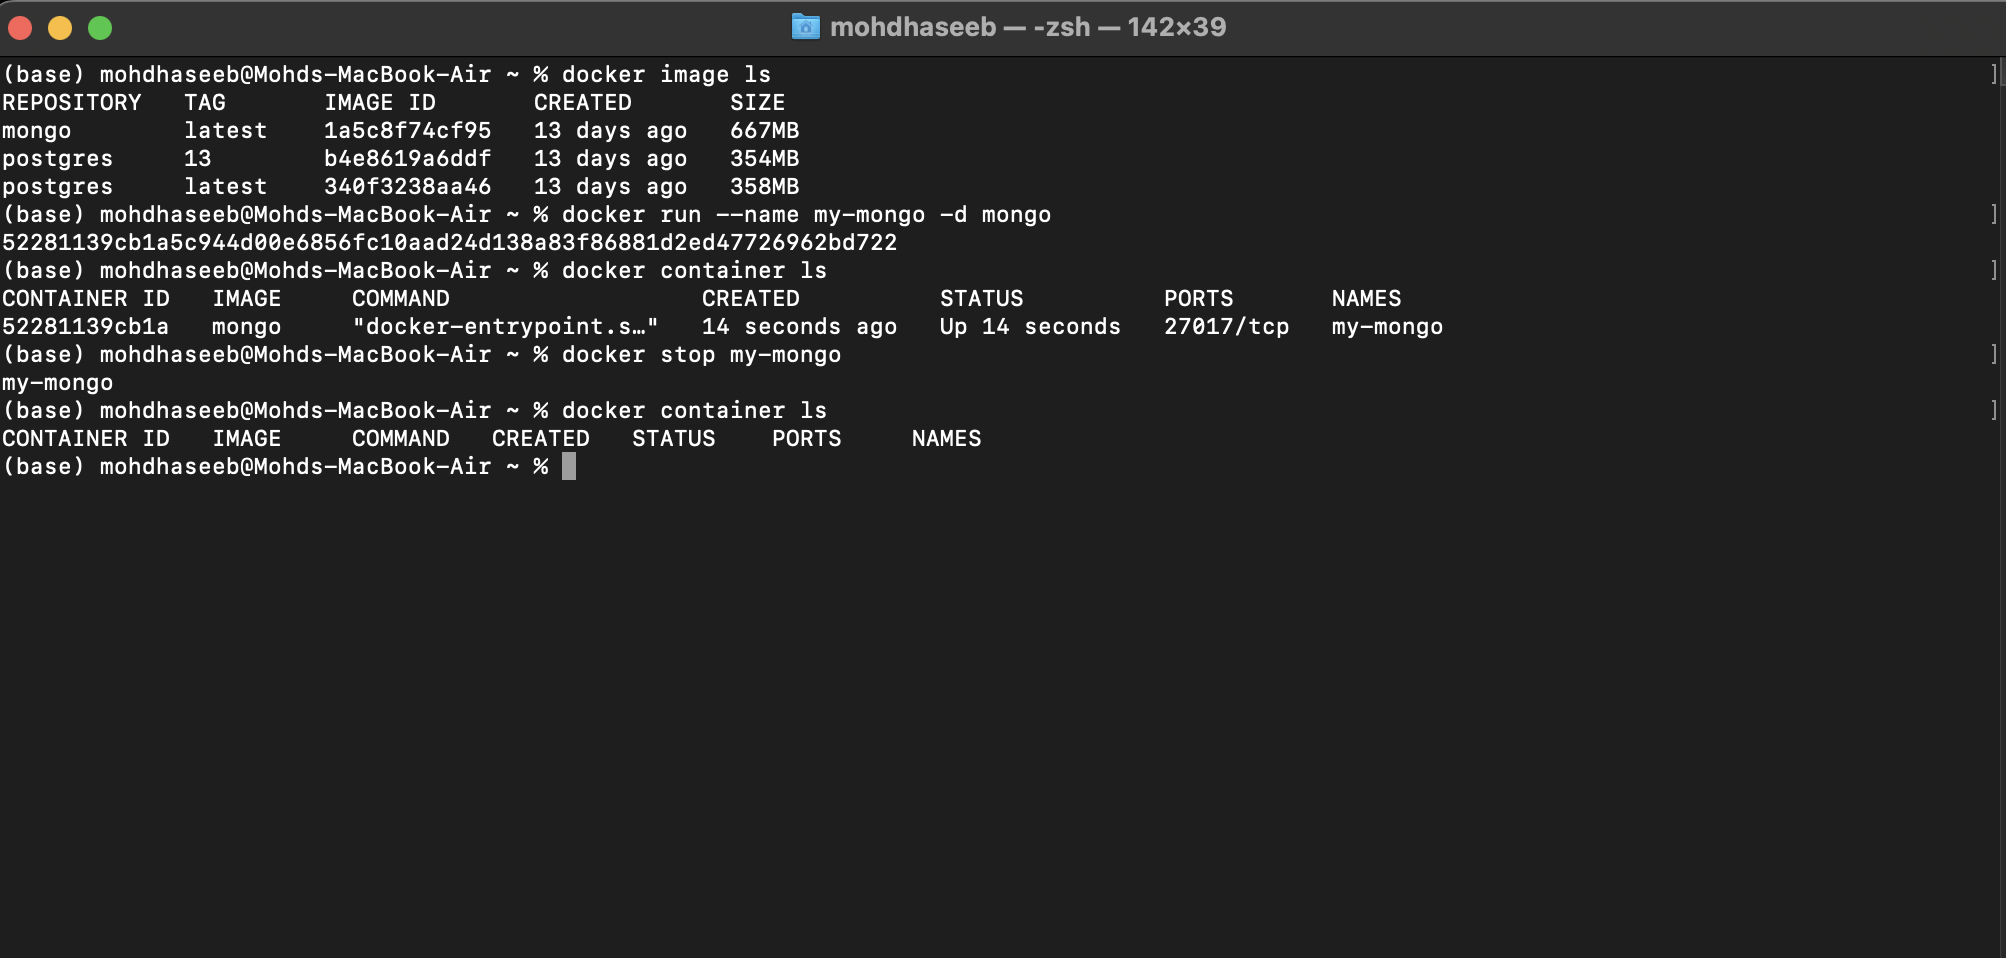 mohdhaseeb — -zsh — 142×39
(base) mohdhaseeb@Mohds-MacBook-Air ~ % docker image ls
REPOSITORY   TAG       IMAGE ID       CREATED       SIZE
mongo        latest    1a5c8f74cf95   13 days ago   667MB
postgres     13        b4e8619a6ddf   13 days ago   354MB
postgres     latest    340f3238aa46   13 days ago   358MB
(base) mohdhaseeb@Mohds-MacBook-Air ~ % docker run --name my-mongo -d mongo
52281139cb1a5c944d00e6856fc10aad24d138a83f86881d2ed47726962bd722
(base) mohdhaseeb@Mohds-MacBook-Air ~ % docker container ls
CONTAINER ID   IMAGE     COMMAND                  CREATED          STATUS          PORTS       NAMES
52281139cb1a   mongo     "docker-entrypoint.s…"   14 seconds ago   Up 14 seconds   27017/tcp   my-mongo
(base) mohdhaseeb@Mohds-MacBook-Air ~ % docker stop my-mongo
my-mongo
(base) mohdhaseeb@Mohds-MacBook-Air ~ % docker container ls
CONTAINER ID   IMAGE     COMMAND   CREATED   STATUS    PORTS     NAMES
(base) mohdhaseeb@Mohds-MacBook-Air ~ %